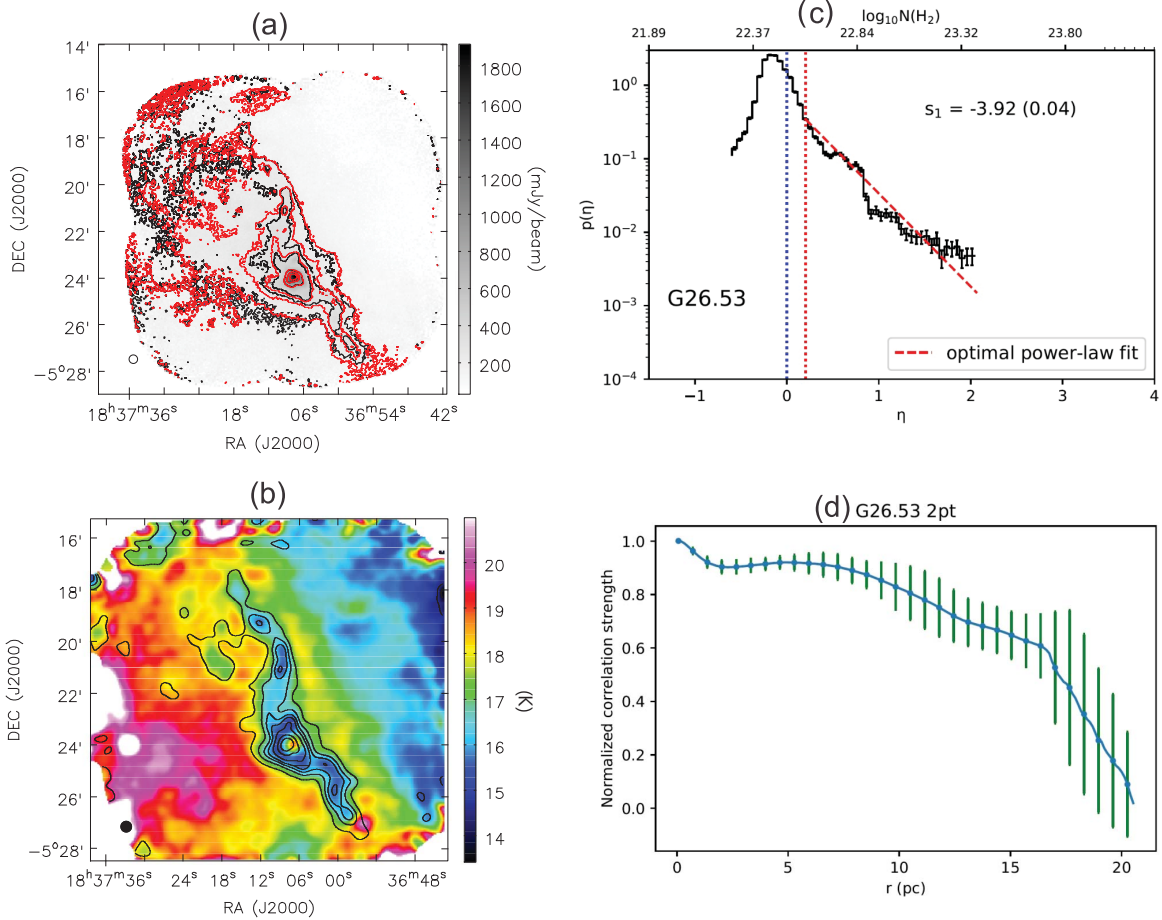 (a)
14'
16'
18'
20'
22'
24'
26'
−5°28'
DEC (J2000)
18ʰ37ᵐ36ˢ 18ˢ 06ˢ 36ᵐ54ˢ 42ˢ
RA (J2000)
1800
1600
1400
1200
1000
800
600
400
200
(mJy/beam)
(c)
log₁₀N(H₂)
21.89 22.37 22.84 23.32 23.80
10⁰
10⁻¹
10⁻²
10⁻³
10⁻⁴
p(η)
s₁ = -3.92 (0.04)
G26.53
optimal power-law fit
−1 0 1 2 3 4
η
(b)
16'
18'
20'
22'
24'
26'
−5°28'
DEC (J2000)
18ʰ37ᵐ36ˢ 24ˢ 12ˢ 06ˢ 00ˢ 36ᵐ48ˢ
RA (J2000)
20
19
18
17
16
15
14
(K)
(d) G26.53 2pt
1.0
0.8
0.6
0.4
0.2
0.0
Normalized correlation strength
0 5 10 15 20
r (pc)